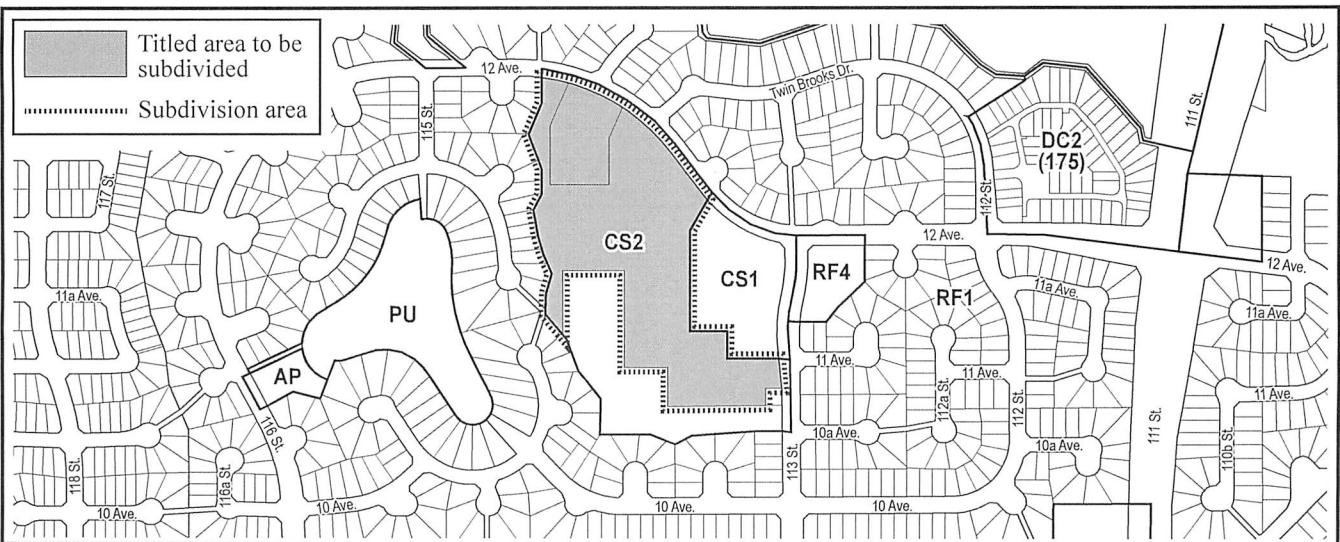 Titled area to be
subdivided
Subdivision area
12 Ave.
Twin Brooks Dr.
111 St.
DC2
(175)
115 St.
117 St.
112 St.
CS2
12 Ave.
CS1
RF4
RF1
12 Ave.
11a Ave.
11a Ave.
11a Ave.
PU
AP
11 Ave.
11 Ave.
11 Ave.
112a St.
112 St.
116 St.
10a Ave.
10a Ave.
111 St.
110b St.
118 St.
116a St.
113 St.
10 Ave.
10 Ave.
10 Ave.
10 Ave.